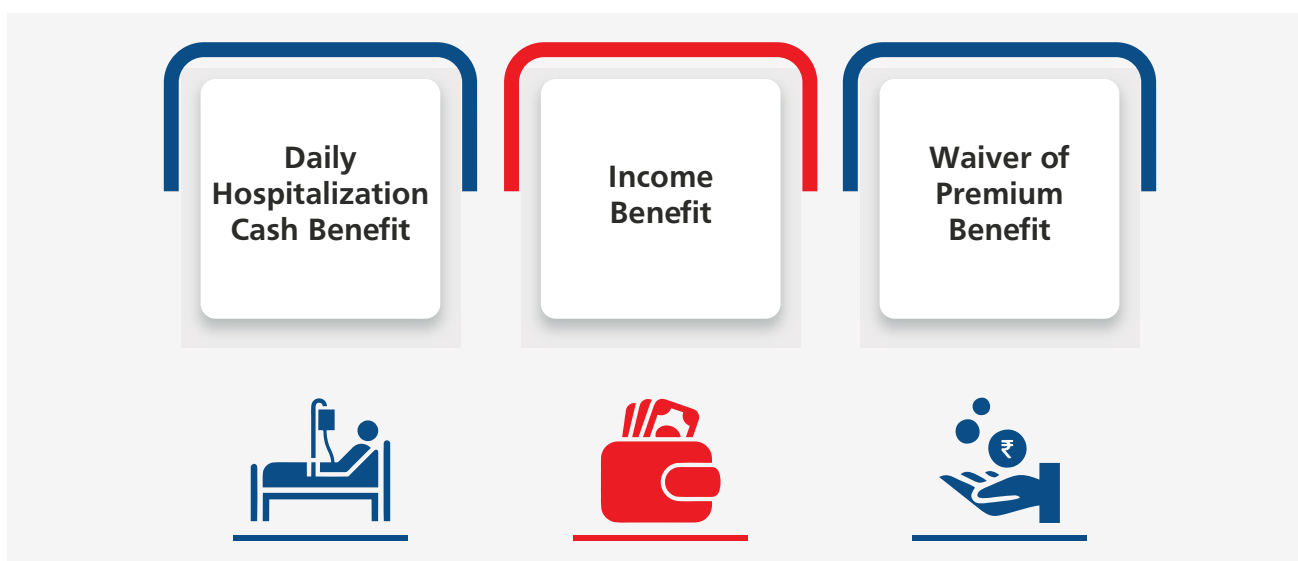 Daily
Hospitalization
Cash Benefit
Income
Benefit
Waiver of
Premium
Benefit
₹